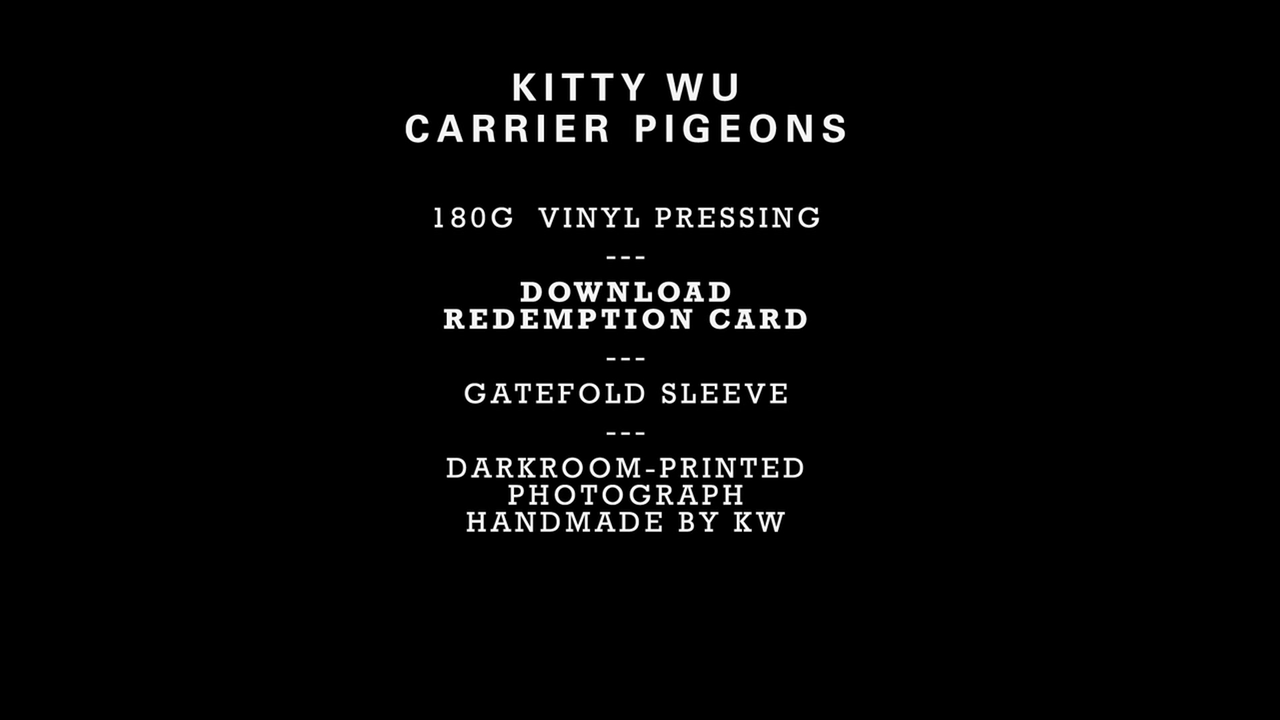 KITTY WU
CARRIER PIGEONS
180G VINYL PRESSING
---
DOWNLOAD
REDEMPTION CARD
---
GATEFOLD SLEEVE
---
DARKROOM-PRINTED
PHOTOGRAPH
HANDMADE BY KW